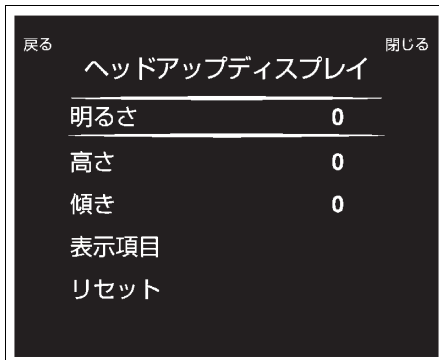 戻る
閉じる
ヘッドアップディスプレイ
明るさ 0
高さ 0
傾き 0
表示項目
リセット